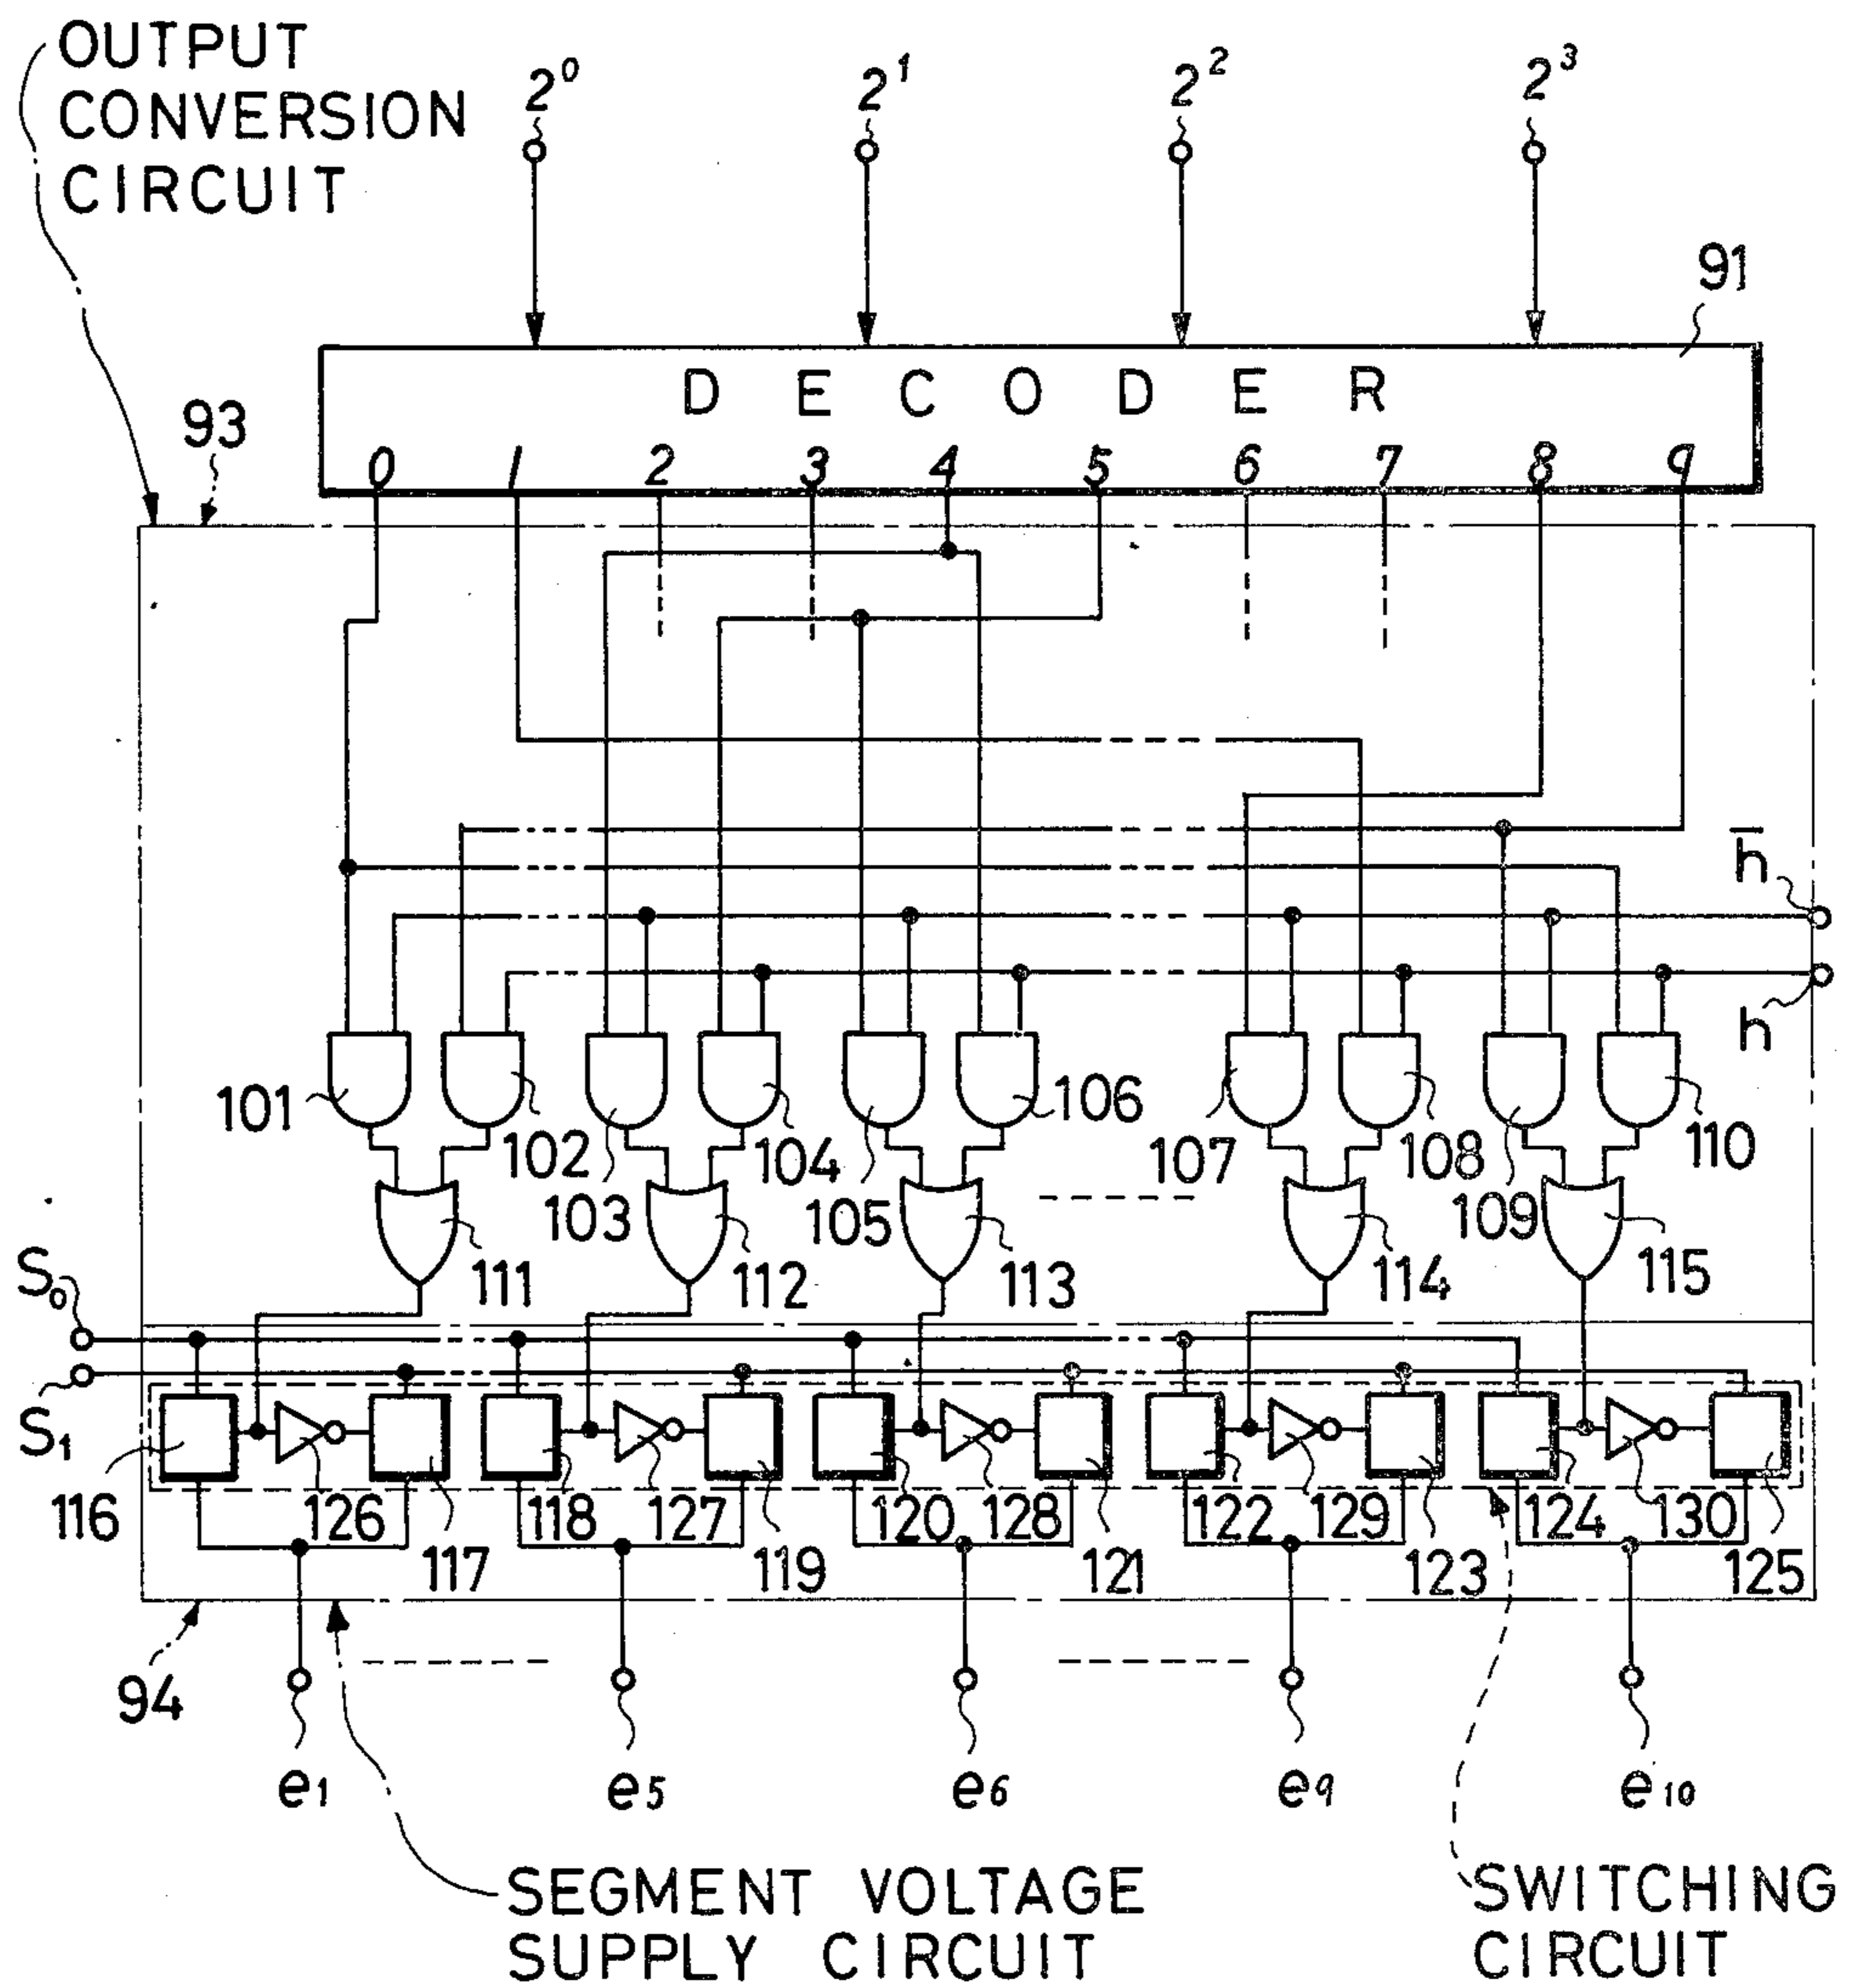 OUTPUT
CONVERSION
CIRCUIT
2⁰ 2¹ 2² 2³
91
DECODER
93
0 1 2 3 4 5 6 7 8 9
h̅
h
101 102 103 104 105 106 107 108 109 110
111 112 113 114 115
S₀
S₁
116 126 117 118 127 119 120 128 121 122 129 123 124 130 125
94
e₁ e₅ e₆ e₉ e₁₀
SEGMENT VOLTAGE
SUPPLY CIRCUIT
SWITCHING
CIRCUIT